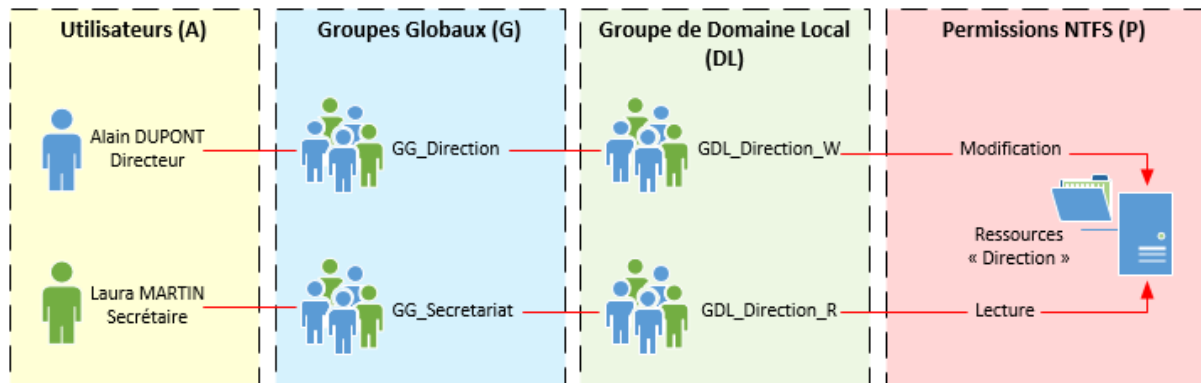 Utilisateurs (A)
Groupes Globaux (G)
Groupe de Domaine Local
(DL)
Permissions NTFS (P)
Alain DUPONT
Directeur
GG_Direction
GDL_Direction_W
Modification
Ressources
« Direction »
Laura MARTIN
Secrétaire
GG_Secretariat
GDL_Direction_R
Lecture